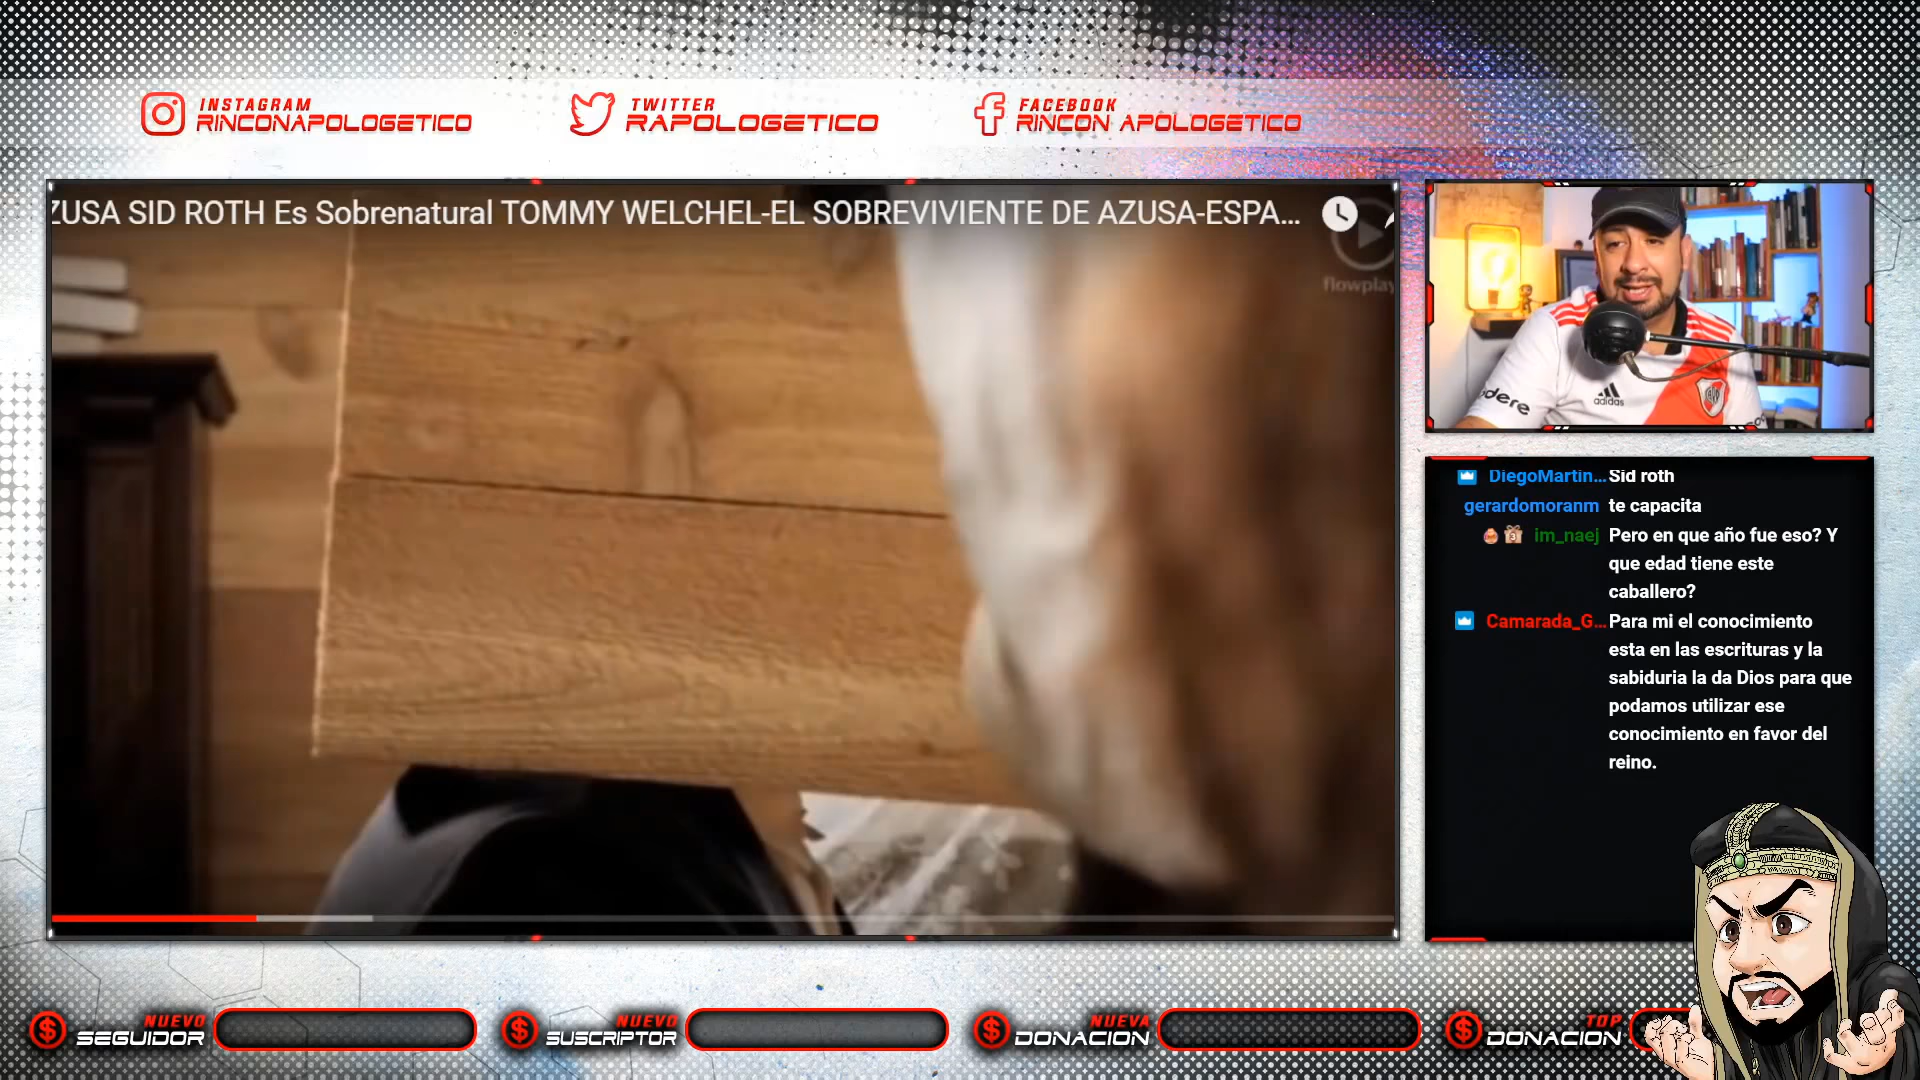 INSTAGRAM
RINCONAPOLOGETICO
TWITTER
RAPOLOGETICO
FACEBOOK
RINCON APOLOGETICO
ZUSA SID ROTH Es Sobrenatural TOMMY WELCHEL-EL SOBREVIVIENTE DE AZUSA-ESPA...
flowplay
adidas
DiegoMartin... Sid roth
gerardomoranm te capacita
im_naej Pero en que año fue eso? Y
que edad tiene este
caballero?
Camarada_G... Para mi el conocimiento
esta en las escrituras y la
sabiduria la da Dios para que
podamos utilizar ese
conocimiento en favor del
reino.
NUEVO
SEGUIDOR
NUEVO
SUSCRIPTOR
NUEVA
DONACION
TOP
DONACION